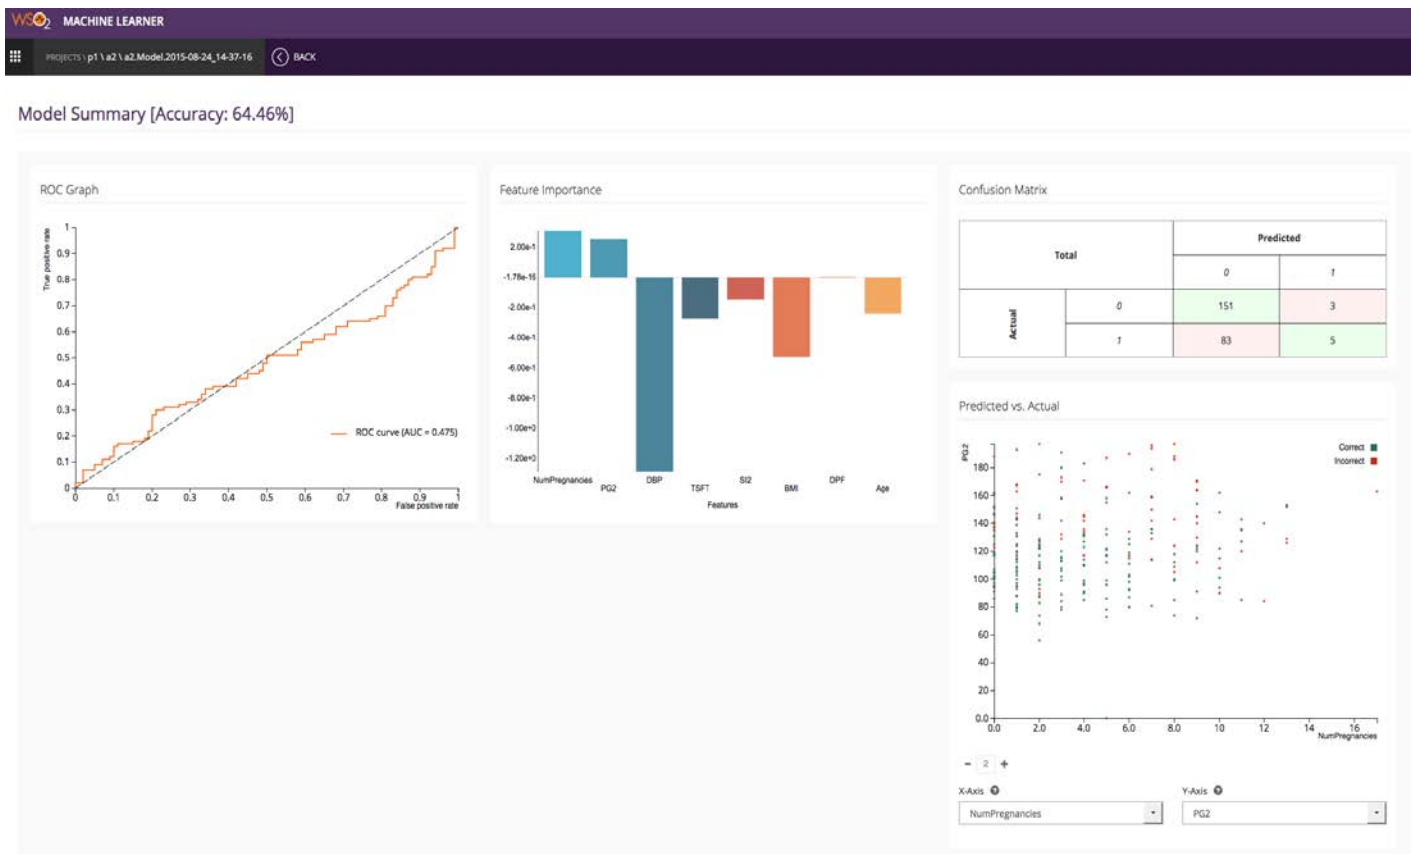 WSO2 MACHINE LEARNER
PROJECTS \ p1 \ a2 \ a2.Model.2015-08-24_14-37-16 BACK
Model Summary [Accuracy: 64.46%]
ROC Graph
True positive rate
1
0.9
0.8
0.7
0.6
0.5
0.4
0.3
0.2
0.1
0
ROC curve (AUC = 0.475)
0 0.1 0.2 0.3 0.4 0.5 0.6 0.7 0.8 0.9 1
False positive rate
Feature Importance
2.00e-1
-1.78e-16
-2.00e-1
-4.00e-1
-6.00e-1
-8.00e-1
-1.00e+0
-1.20e+0
NumPregnancies PG2 DBP TSFT SI2 BMI DPF Age
Features
Confusion Matrix
Total Predicted
0 1
Actual 0 151 3
1 83 5
Predicted vs. Actual
PG2
Correct
Incorrect
180
160
140
120
100
80
60
40
20
0.0
0.0 2.0 4.0 6.0 8.0 10 12 14 16
NumPregnancies
- 2 +
X-Axis ? Y-Axis ?
NumPregnancies PG2